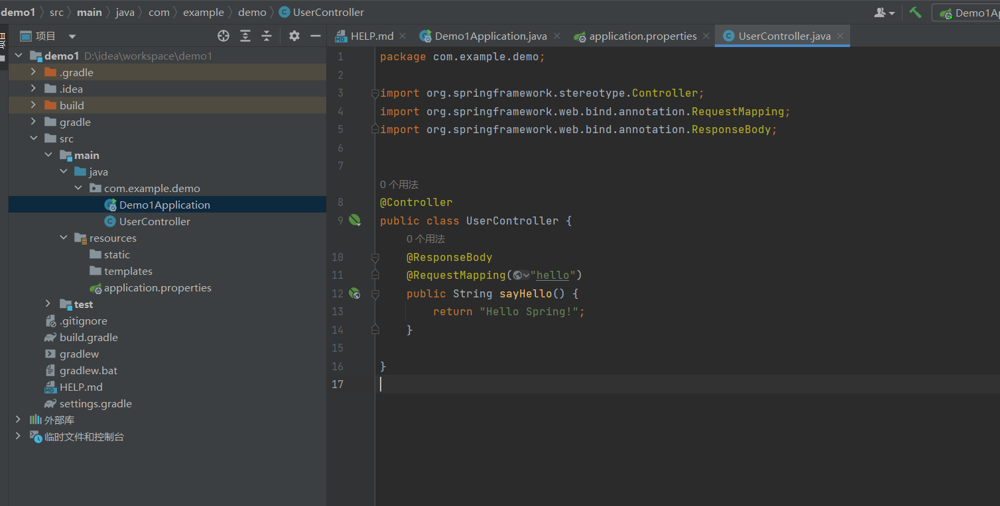 demo1 src main java com example demo UserController
Demo1Ap
项目
HELP.md Demo1Application.java application.properties UserController.java
demo1 D:\idea\workspace\demo1
.gradle
.idea
build
gradle
src
main
java
com.example.demo
Demo1Application
UserController
resources
static
templates
application.properties
test
.gitignore
build.gradle
gradlew
gradlew.bat
HELP.md
settings.gradle
外部库
临时文件和控制台
1 package com.example.demo;
2
3 import org.springframework.stereotype.Controller;
4 import org.springframework.web.bind.annotation.RequestMapping;
5 import org.springframework.web.bind.annotation.ResponseBody;
6
7
0 个用法
8 @Controller
9 public class UserController {
0 个用法
10 @ResponseBody
11 @RequestMapping("hello")
12 public String sayHello() {
13 return "Hello Spring!";
14 }
15
16 }
17